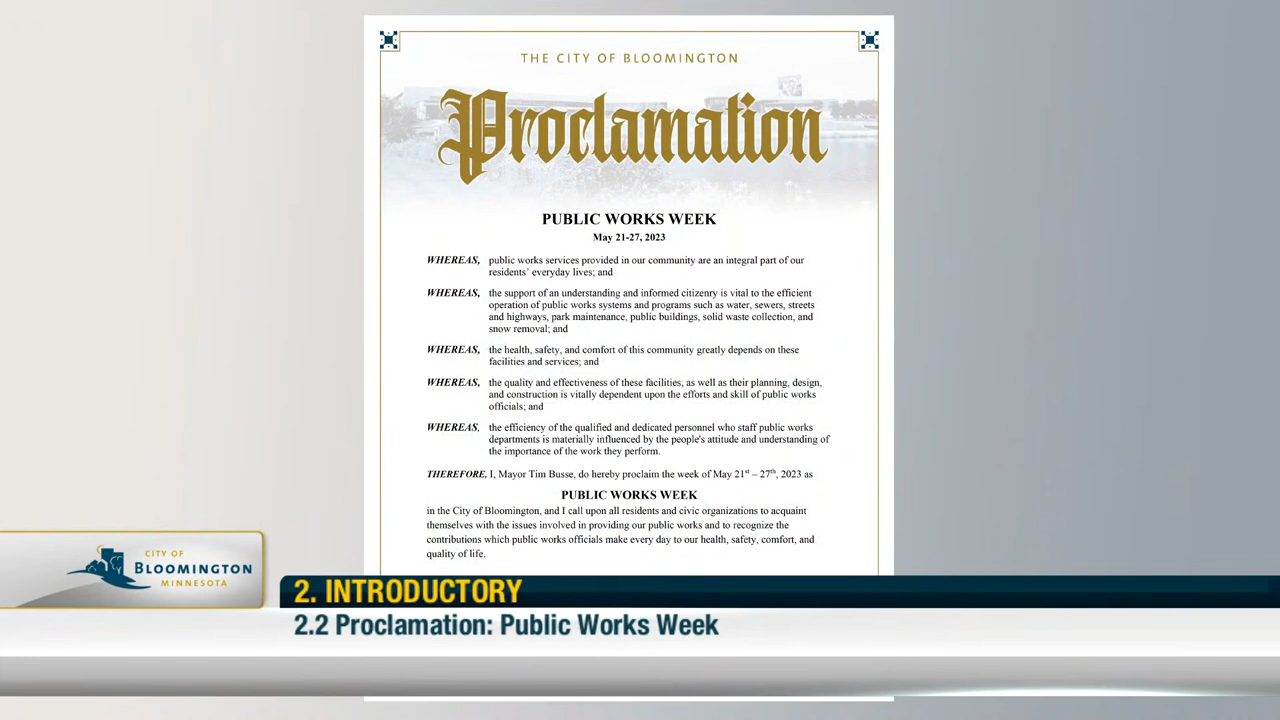 THE CITY OF BLOOMINGTON
Proclamation
PUBLIC WORKS WEEK
May 21-27, 2023
WHEREAS, public works services provided in our community are an integral part of our
residents' everyday lives; and
WHEREAS, the support of an understanding and informed citizenry is vital to the efficient
operation of public works systems and programs such as water, sewers, streets
and highways, park maintenance, public buildings, solid waste collection, and
snow removal; and
WHEREAS, the health, safety, and comfort of this community greatly depends on these
facilities and services; and
WHEREAS, the quality and effectiveness of these facilities, as well as their planning, design,
and construction is vitally dependent upon the efforts and skill of public works
officials; and
WHEREAS, the efficiency of the qualified and dedicated personnel who staff public works
departments is materially influenced by the people's attitude and understanding of
the importance of the work they perform.
THEREFORE, I, Mayor Tim Busse, do hereby proclaim the week of May 21st – 27th, 2023 as
PUBLIC WORKS WEEK
in the City of Bloomington, and I call upon all residents and civic organizations to acquaint
themselves with the issues involved in providing our public works and to recognize the
contributions which public works officials make every day to our health, safety, comfort, and
quality of life.
CITY OF
BLOOMINGTON
MINNESOTA
2. INTRODUCTORY
2.2 Proclamation: Public Works Week